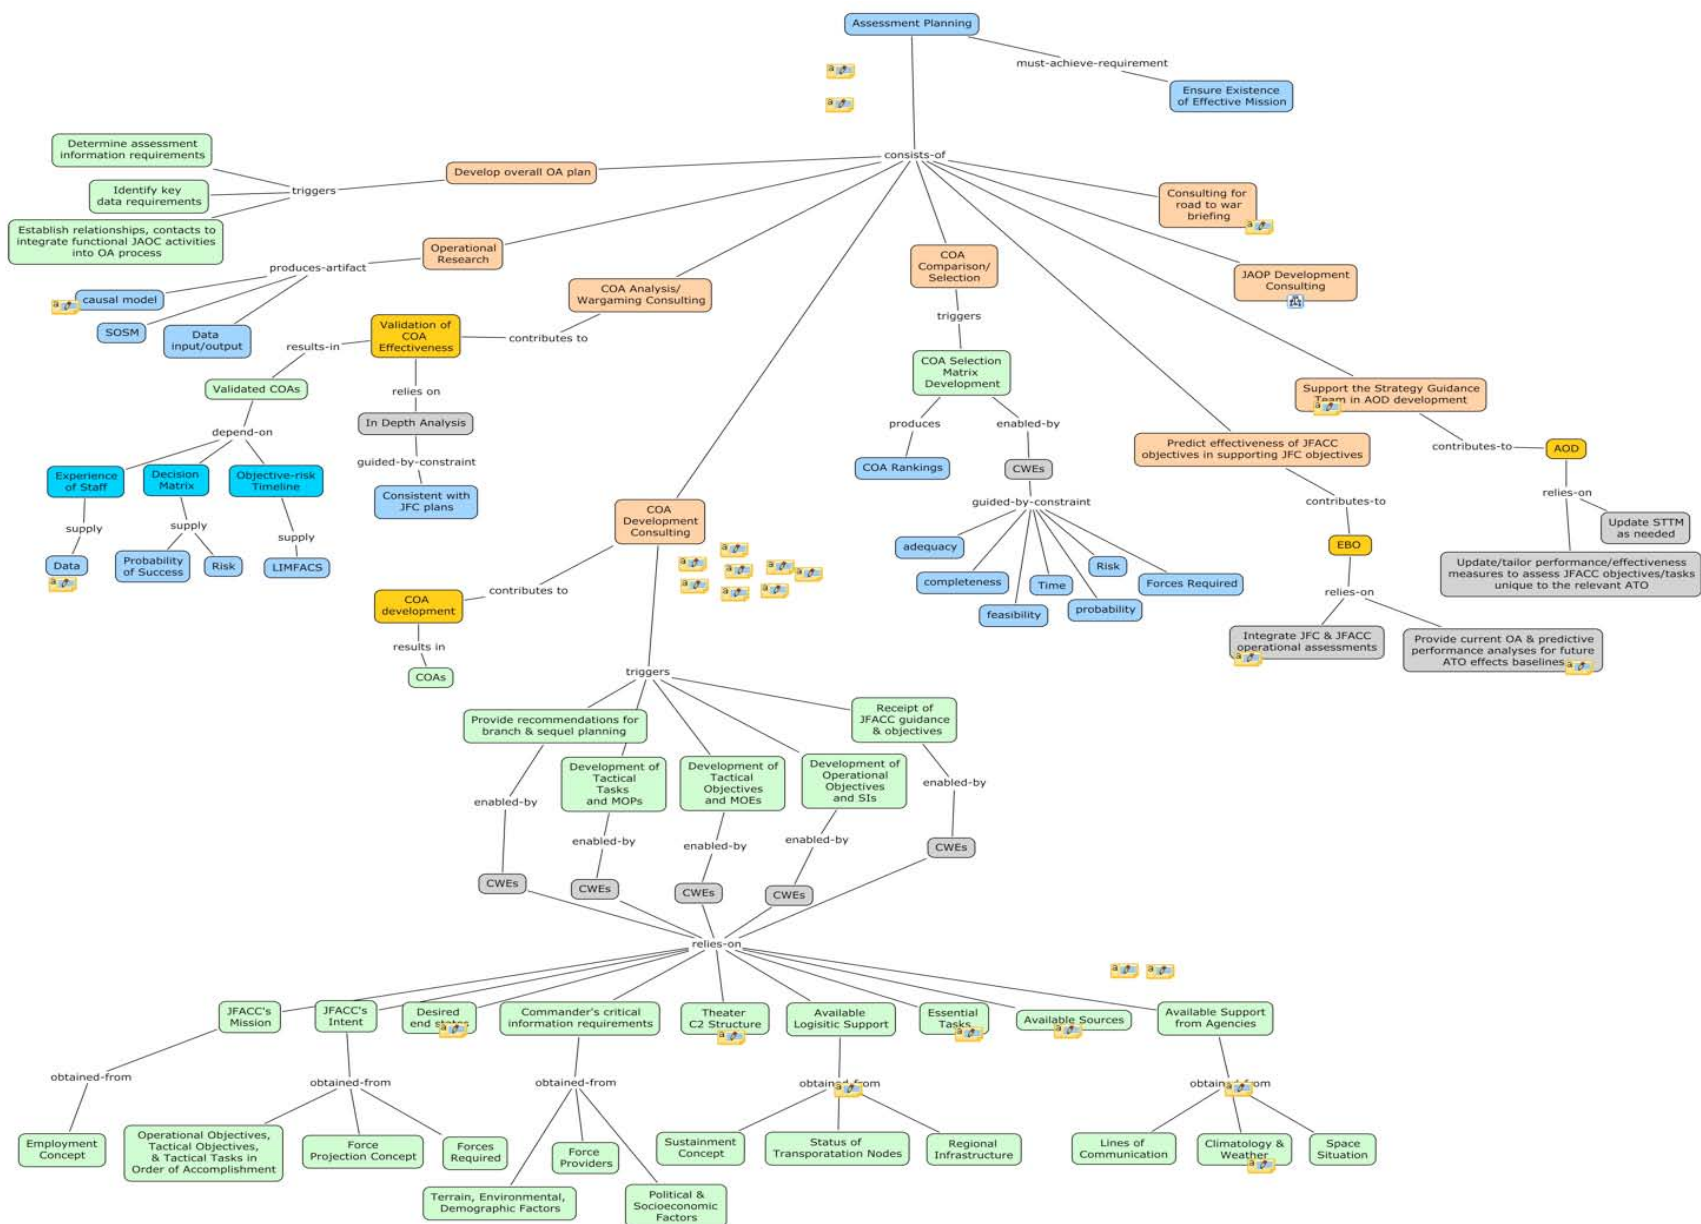 Assessment Planning
must-achieve-requirement
Ensure Existence
of Effective Mission
consists-of
Determine assessment
information requirements
Identify key
data requirements
Establish relationships, contacts to
integrate functional JAOC activities
into OA process
triggers
Develop overall OA plan
Consulting for
road to war
briefing
Operational
Research
produces-artifact
causal model
SOSM
Data
input/output
COA Analysis/
Wargaming Consulting
COA
Comparison/
Selection
JAOP Development
Consulting
Validation of
COA
Effectiveness
contributes to
results-in
Validated COAs
relies on
In Depth Analysis
guided-by-constraint
Consistent with
JFC plans
depend-on
Experience
of Staff
Decision
Matrix
Objective-risk
Timeline
supply
supply
supply
Data
Probability
of Success
Risk
LIMFACS
triggers
COA Selection
Matrix
Development
produces
enabled-by
COA Rankings
CWEs
guided-by-constraint
adequacy
completeness
feasibility
Time
Risk
probability
Forces Required
Support the Strategy Guidance
Team in AOD development
contributes-to
AOD
relies-on
Update STTM
as needed
Update/tailor performance/effectiveness
measures to assess JFACC objectives/tasks
unique to the relevant ATO
Predict effectiveness of JFACC
objectives in supporting JFC objectives
contributes-to
EBO
relies-on
Integrate JFC & JFACC
operational assessments
Provide current OA & predictive
performance analyses for future
ATO effects baselines
COA
Development
Consulting
contributes to
COA
development
results in
COAs
triggers
Provide recommendations for
branch & sequel planning
Development of
Tactical
Tasks
and MOPs
Development of
Tactical
Objectives
and MOEs
Development of
Operational
Objectives
and SIs
Receipt of
JFACC guidance
& objectives
enabled-by
enabled-by
enabled-by
enabled-by
enabled-by
CWEs
CWEs
CWEs
CWEs
CWEs
relies-on
JFACC's
Mission
JFACC's
Intent
Desired
end states
Commander's critical
information requirements
Theater
C2 Structure
Available
Logisitic Support
Essential
Tasks
Available Sources
Available Support
from Agencies
obtained-from
obtained-from
obtained-from
obtained-from
obtained-from
Employment
Concept
Operational Objectives,
Tactical Objectives,
& Tactical Tasks in
Order of Accomplishment
Force
Projection Concept
Forces
Required
Terrain, Environmental,
Demographic Factors
Force
Providers
Political &
Socioeconomic
Factors
Sustainment
Concept
Status of
Transporatation Nodes
Regional
Infrastructure
Lines of
Communication
Climatology &
Weather
Space
Situation